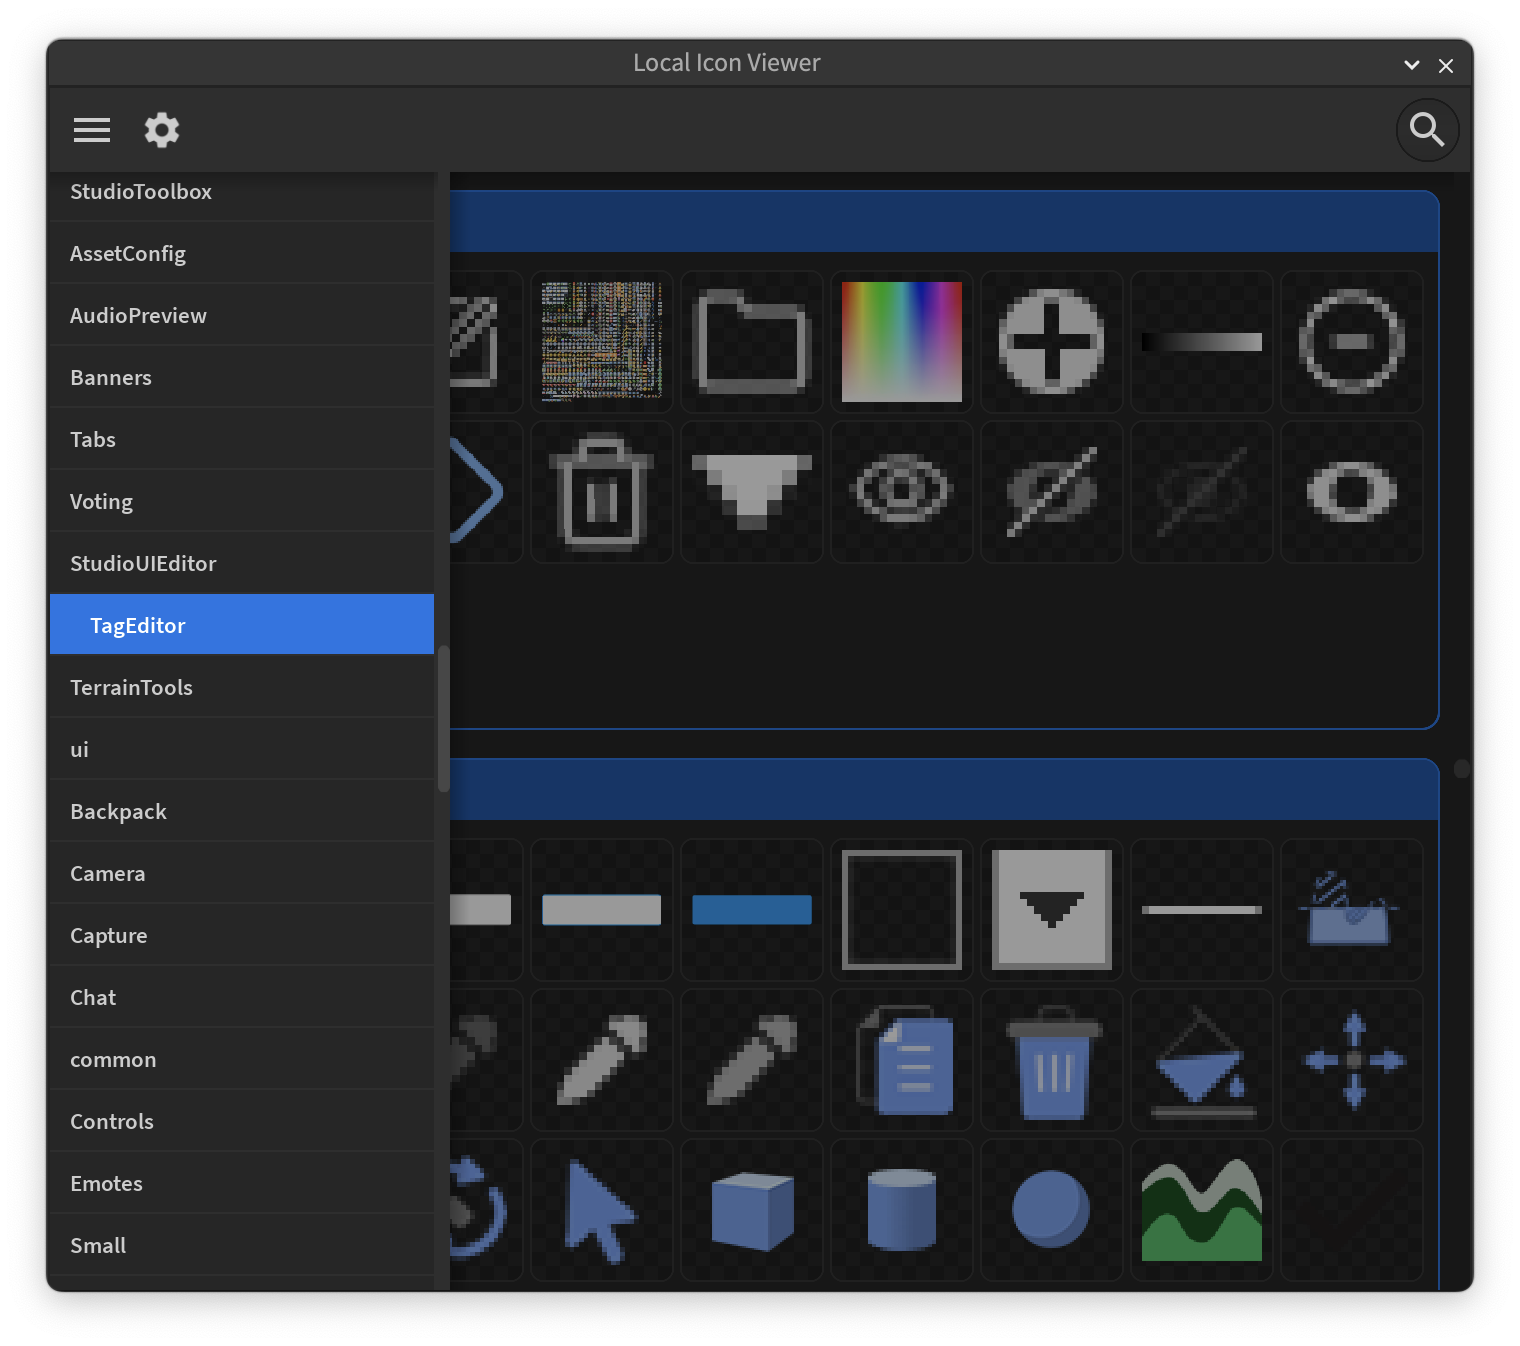 Local Icon Viewer
StudioToolbox
AssetConfig
AudioPreview
Banners
Tabs
Voting
StudioUIEditor
TagEditor
TerrainTools
ui
Backpack
Camera
Capture
Chat
common
Controls
Emotes
Small